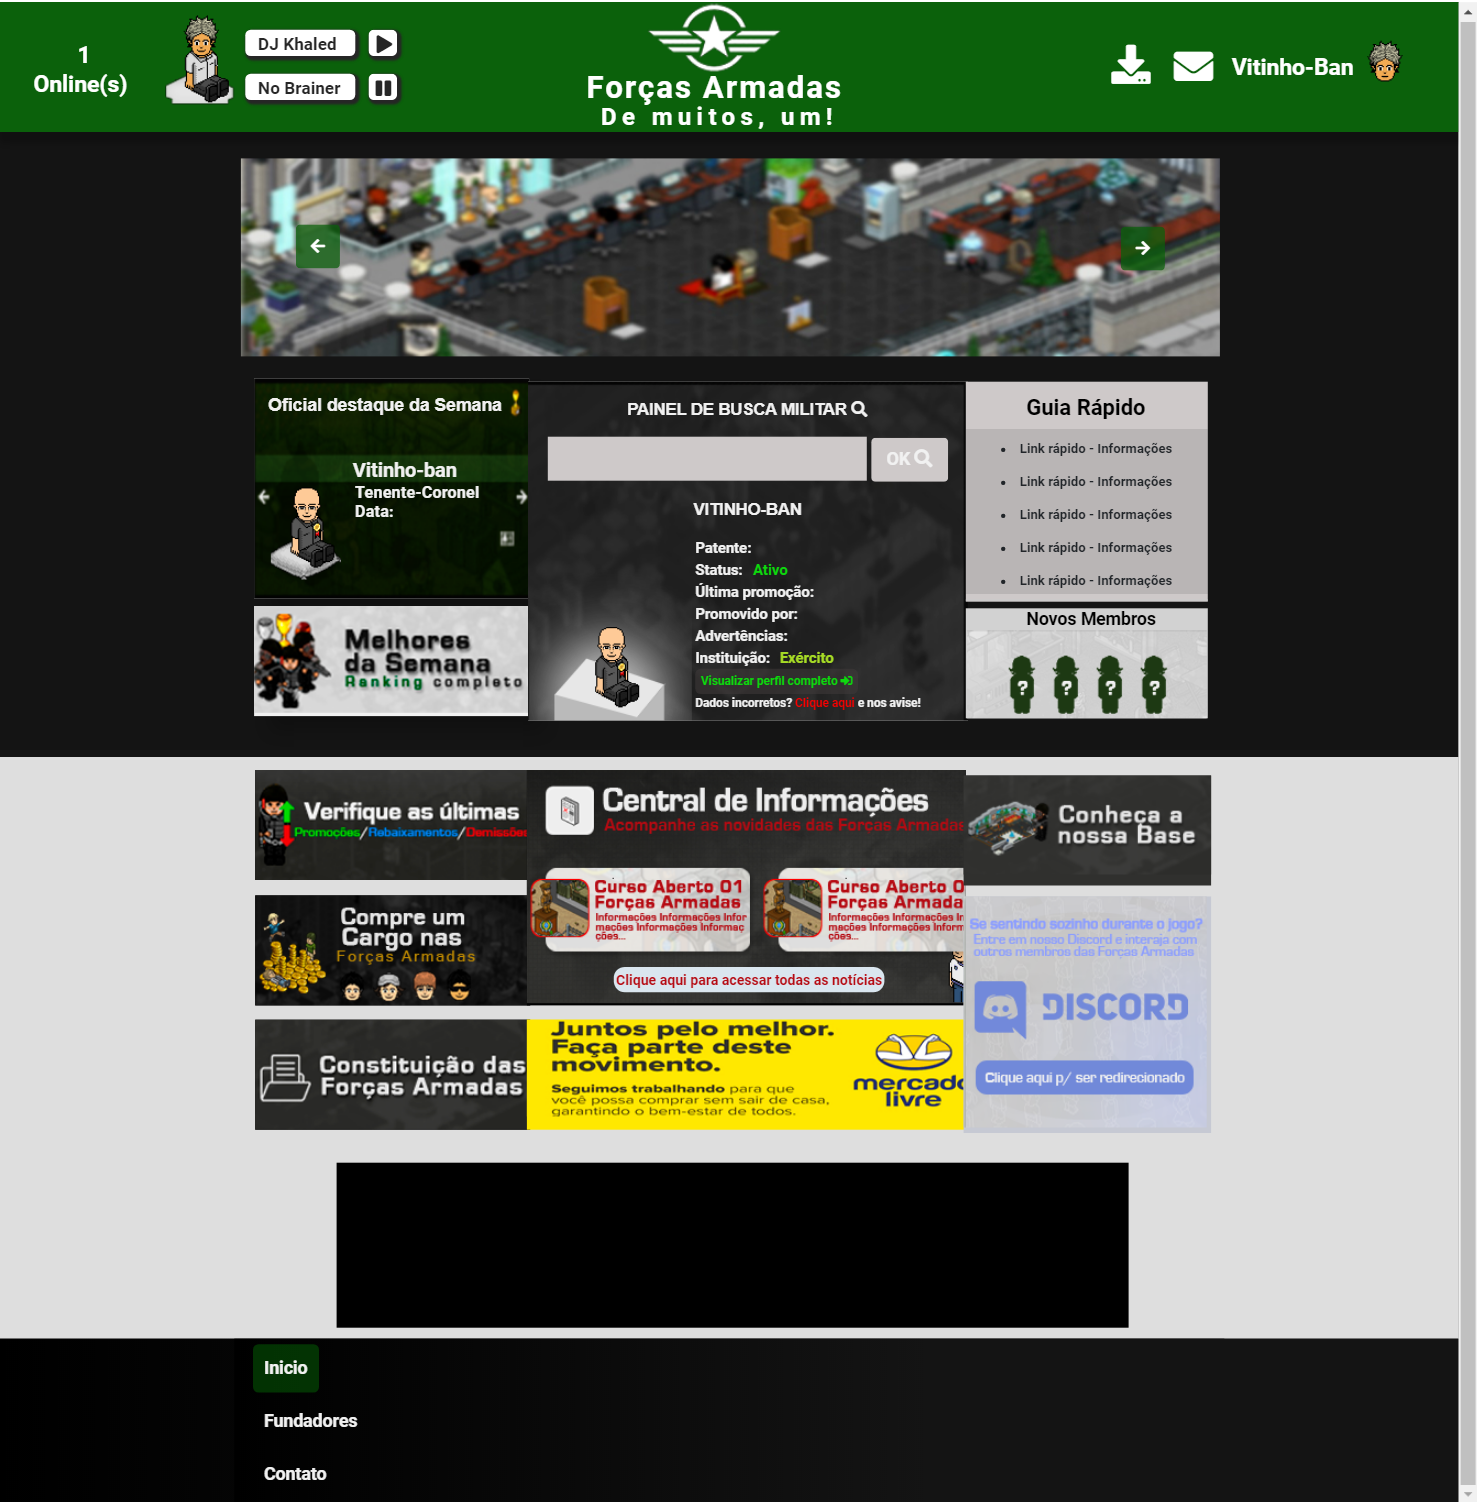 1
Online(s)
DJ Khaled
No Brainer
Forças Armadas
De muitos, um!
Vitinho-Ban
Oficial destaque da Semana
Vitinho-ban
Tenente-Coronel
Data:
Melhores
da Semana
Ranking completo
PAINEL DE BUSCA MILITAR
OK
VITINHO-BAN
Patente:
Status: Ativo
Última promoção:
Promovido por:
Advertências:
Instituição: Exército
Visualizar perfil completo
Dados incorretos? Clique aqui e nos avise!
Guia Rápido
Link rápido - Informações
Link rápido - Informações
Link rápido - Informações
Link rápido - Informações
Link rápido - Informações
Novos Membros
? ? ? ?
Verifique as últimas
Promoções/Rebaixamentos/Demissões
Compre um
Cargo nas
Forças Armadas
Constituição das
Forças Armadas
Central de Informações
Acompanhe as novidades das Forças Armadas
Curso Aberto 01
Forças Armadas
Informações Informações Infor
mações Informações Informaç
ções...
Curso Aberto 0
Forças Armada
Informações Informações In
mações Informações Inform
ções...
Clique aqui para acessar todas as notícias
Juntos pelo melhor.
Faça parte deste
movimento.
Seguimos trabalhando para que
você possa comprar sem sair de casa,
garantindo o bem-estar de todos.
mercado
livre
Conheça a
nossa Base
Se sentindo sozinho durante o jogo?
Entre em nosso Discord e interaja com
outros membros das Forças Armadas
DISCORD
Clique aqui p/ ser redirecionado
Inicio
Fundadores
Contato